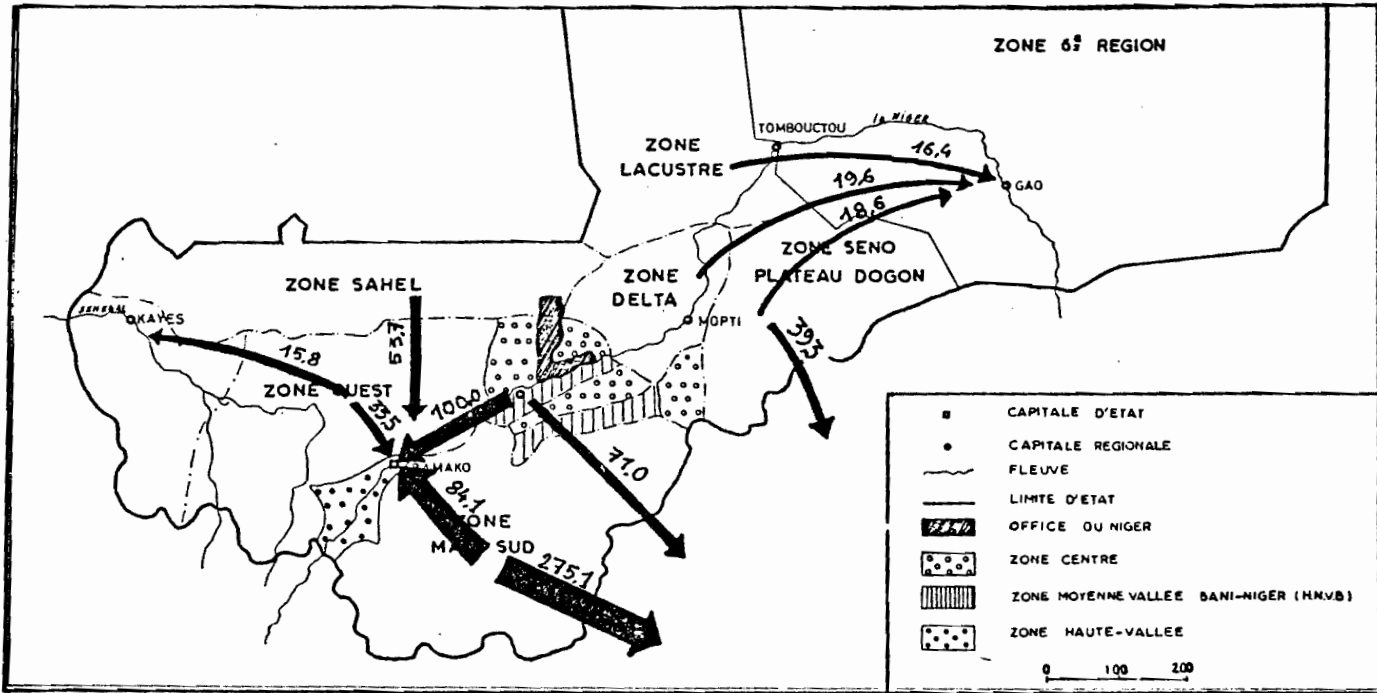 ZONE 6è REGION
TOMBOUCTOU
le NIGER
ZONE
LACUSTRE
16,4
GAO
19,6
18,6
ZONE SENO
PLATEAU DOGON
ZONE
DELTA
MOPTI
39,3
ZONE SAHEL
53,7
KAYES
15,8
ZONE OUEST
33,5
100,0
MAKO
84,1
ZONE
SUD
71,0
275,1
CAPITALE D'ETAT
CAPITALE REGIONALE
FLEUVE
LIMITE D'ETAT
OFFICE DU NIGER
ZONE CENTRE
ZONE MOYENNE VALLEE BANI-NIGER (H.N.V.B)
ZONE HAUTE-VALLEE
0 100 200